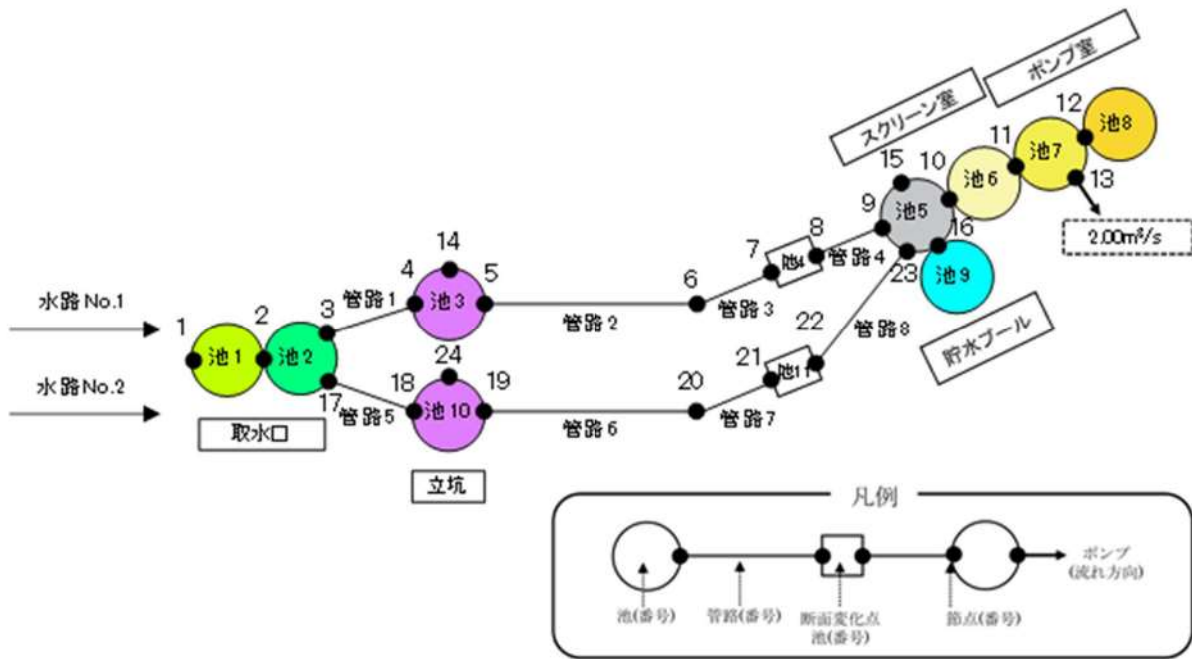 ポンプ室
スクリーン室
12
池8
11
池7
15
10
池6
13
池5
9
16
2.00m³/s
8
池4
管路4
23
池9
7
14
4
池3
5
6
管路3
管路2
水路No.1
3
管路1
22
管路8
貯水プール
1
池1
2
池2
24
21
池11
水路No.2
17
管路5
18
池10
19
20
管路7
管路6
取水口
立坑
凡例
ポンプ
(流れ方向)
池(番号)
管路(番号)
断面変化点
池(番号)
節点(番号)